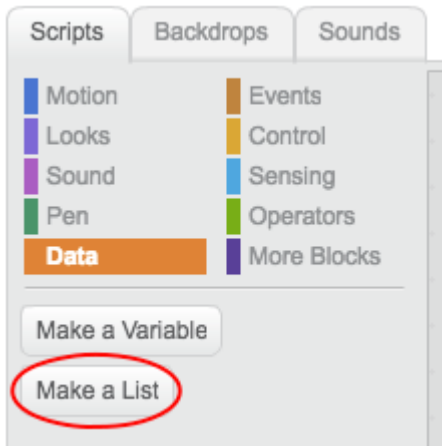 Scripts Backdrops Sounds
Motion Events
Looks Control
Sound Sensing
Pen Operators
Data More Blocks
Make a Variable
Make a List